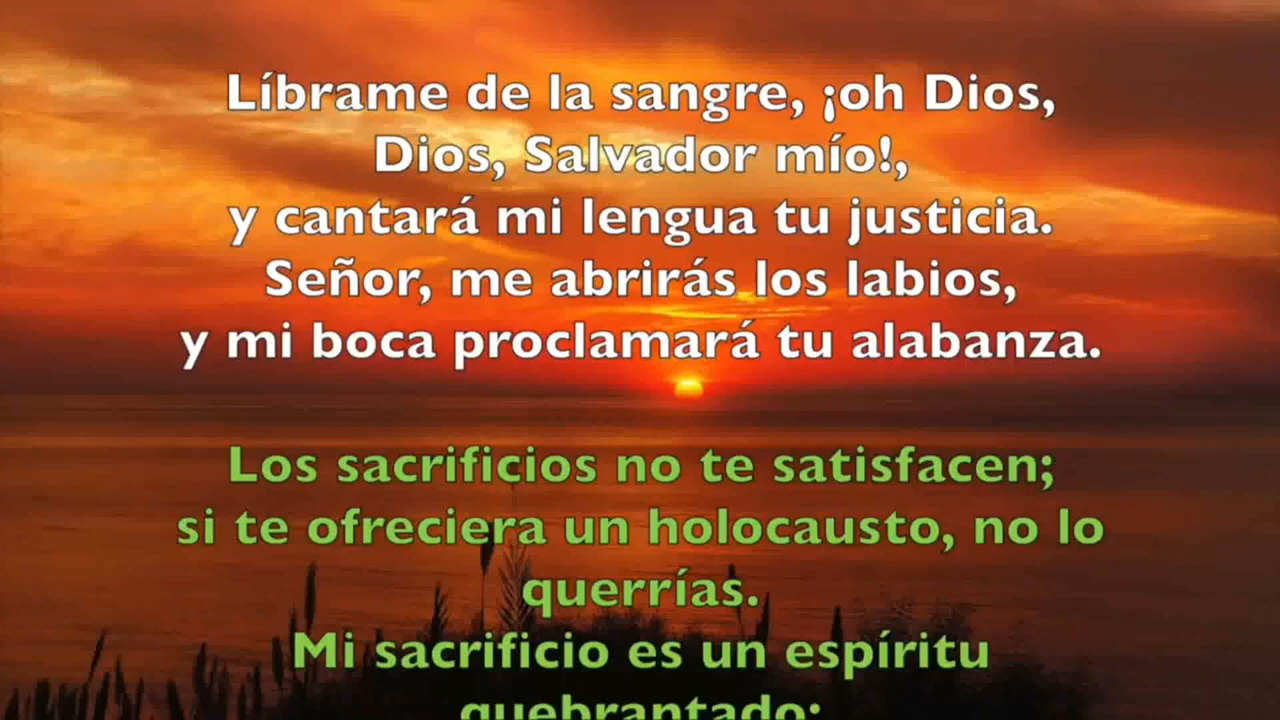 Líbrame de la sangre, ¡oh Dios,
Dios, Salvador mío!,
y cantará mi lengua tu justicia.
Señor, me abrirás los labios,
y mi boca proclamará tu alabanza.
Los sacrificios no te satisfacen;
si te ofreciera un holocausto, no lo
querrías.
Mi sacrificio es un espíritu
quebrantado;